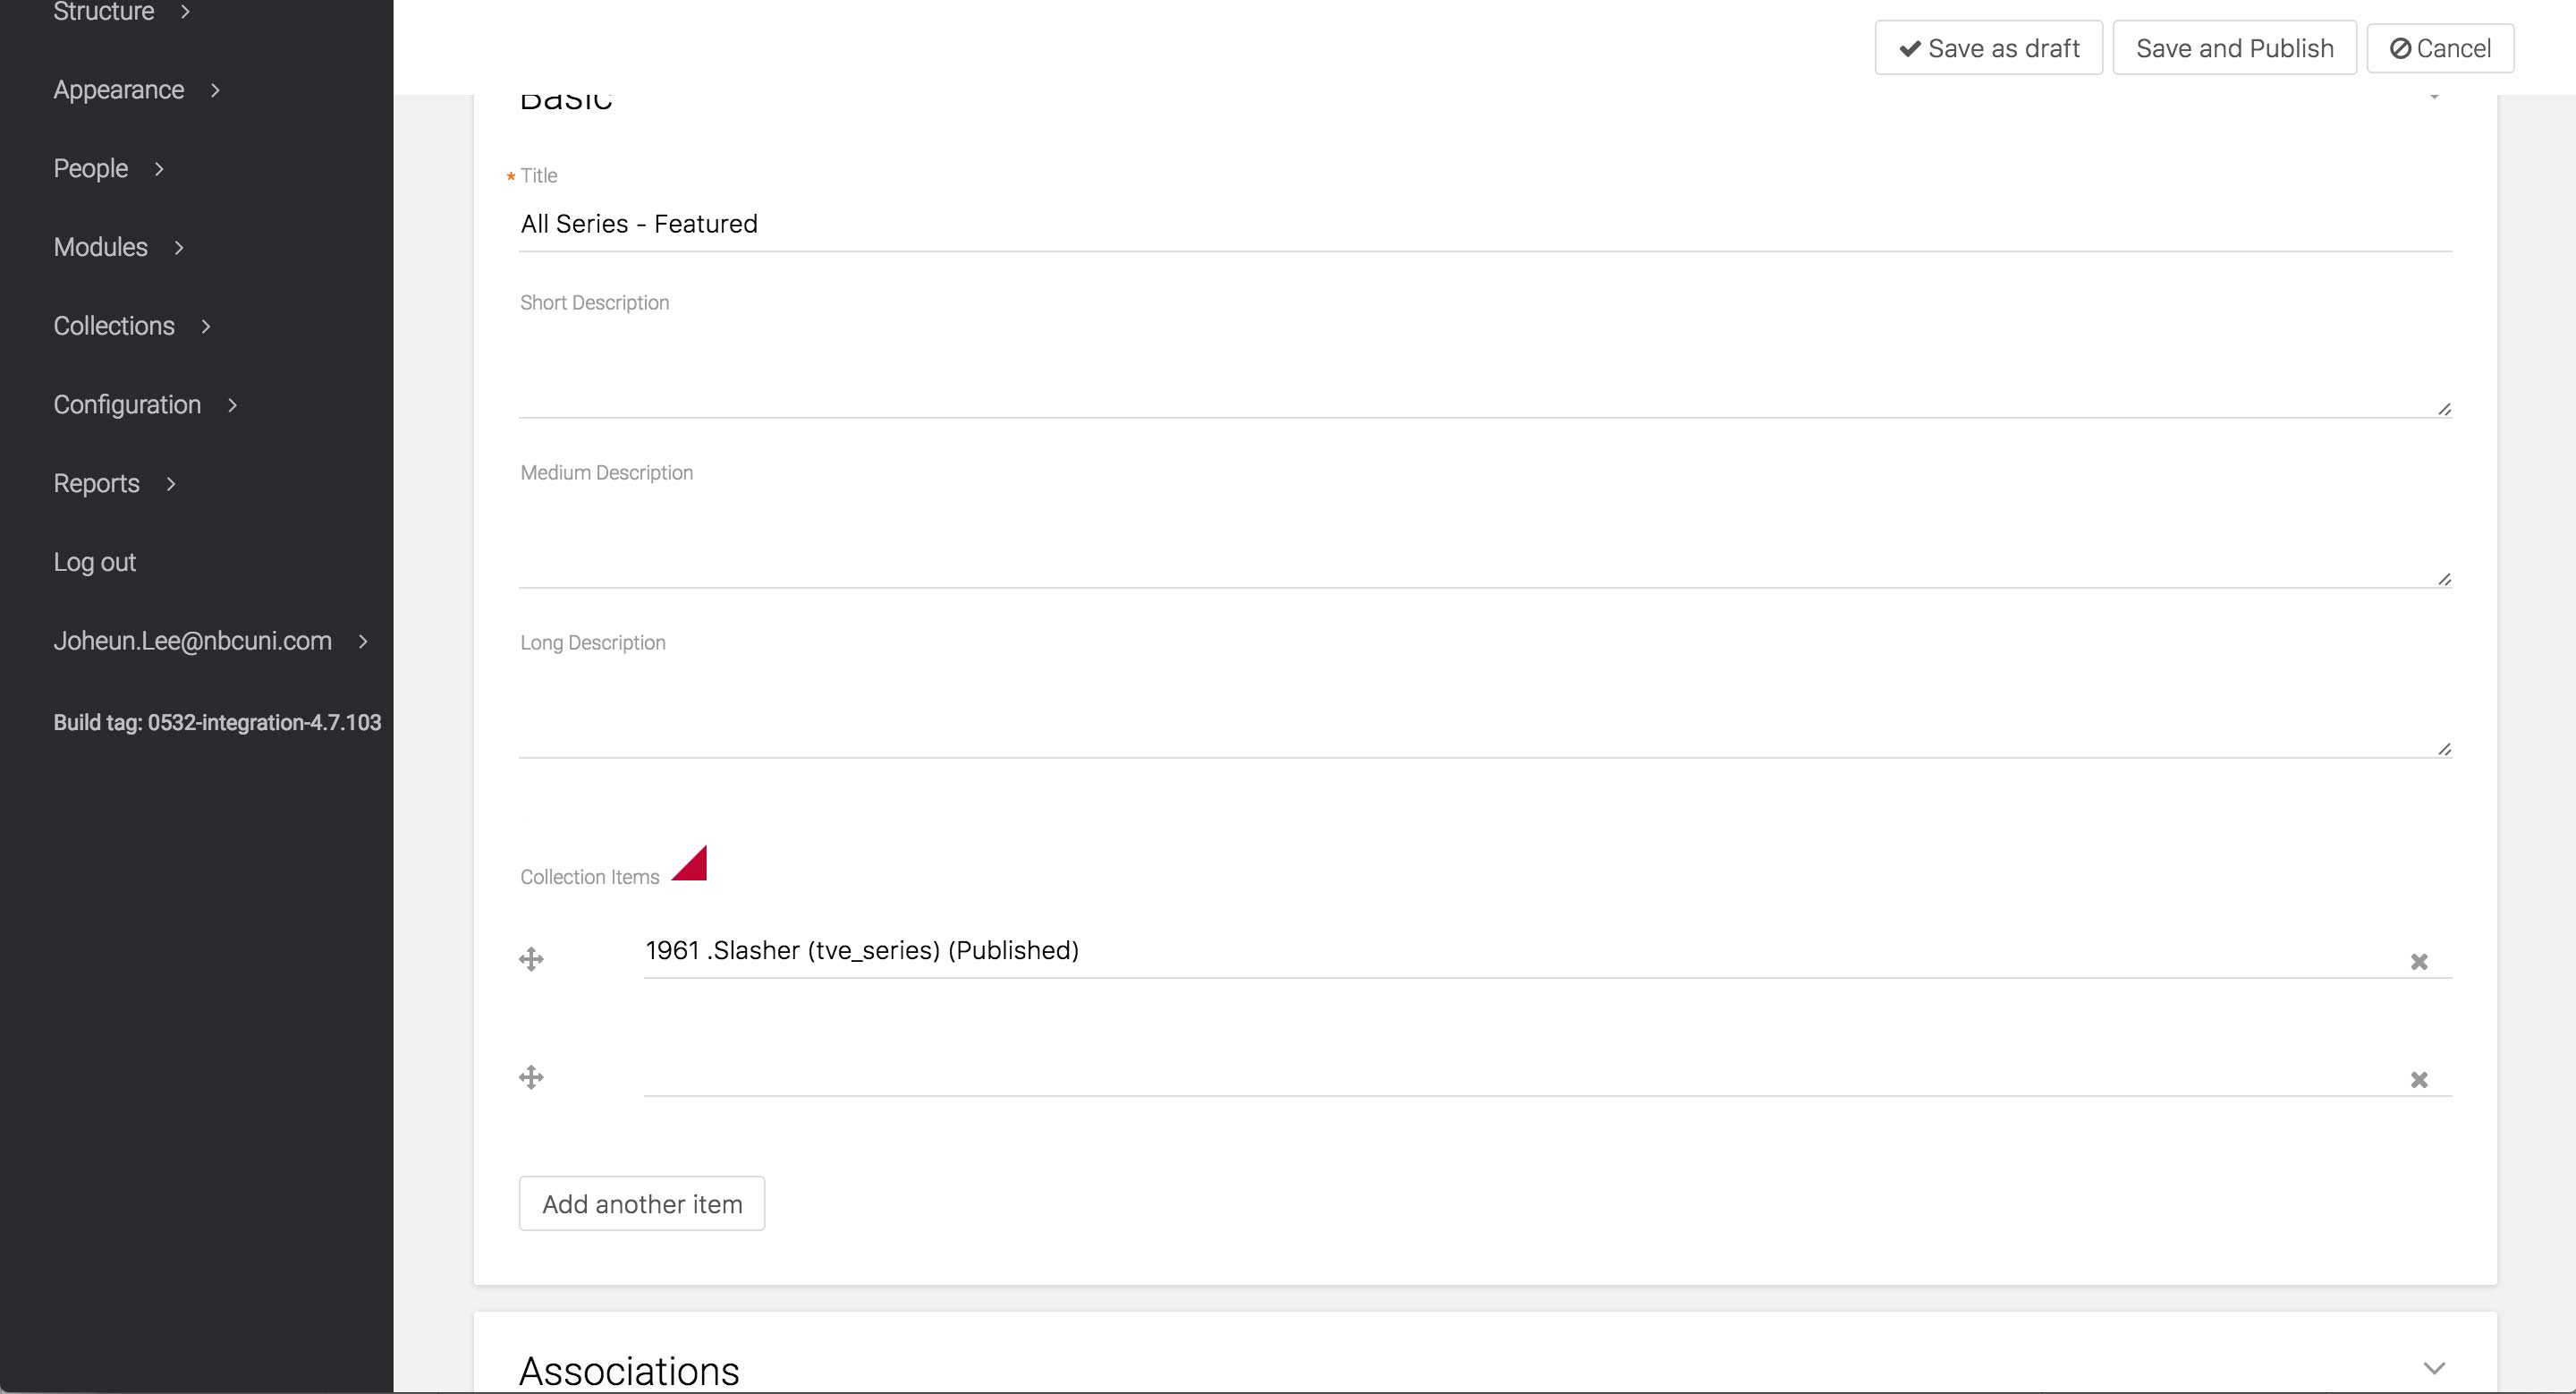 Structure
Appearance
People
Modules
Collections
Configuration
Reports
Log out
Joheun.Lee@nbcuni.com
Build tag: 0532-integration-4.7.103
Save as draft
Save and Publish
Cancel
Basic
* Title
All Series - Featured
Short Description
Medium Description
Long Description
Collection Items
1961 .Slasher (tve_series) (Published)
Add another item
Associations